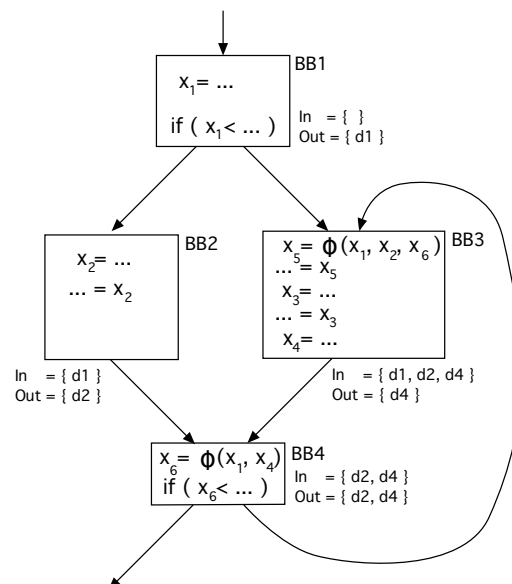 BB1
x1= ...
if ( x1< ... )
In = { }
Out = { d1 }
BB2
x2= ...
... = x2
In = { d1 }
Out = { d2 }
BB3
x5= Φ(x1, x2, x6)
... = x5
x3= ...
... = x3
x4= ...
In = { d1, d2, d4 }
Out = { d4 }
BB4
x6= Φ(x1, x4)
if ( x6< ... )
In = { d2, d4 }
Out = { d2, d4 }